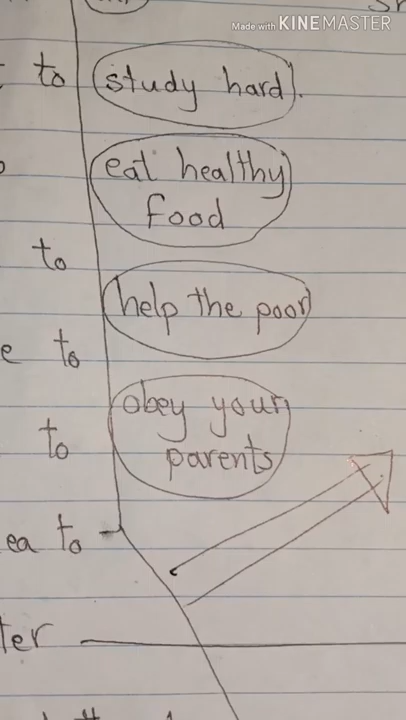 Made with KINEMASTER
to study hard.
eat healthy
food
to
help the poor
to
obey your
to
parents
ea to
ter